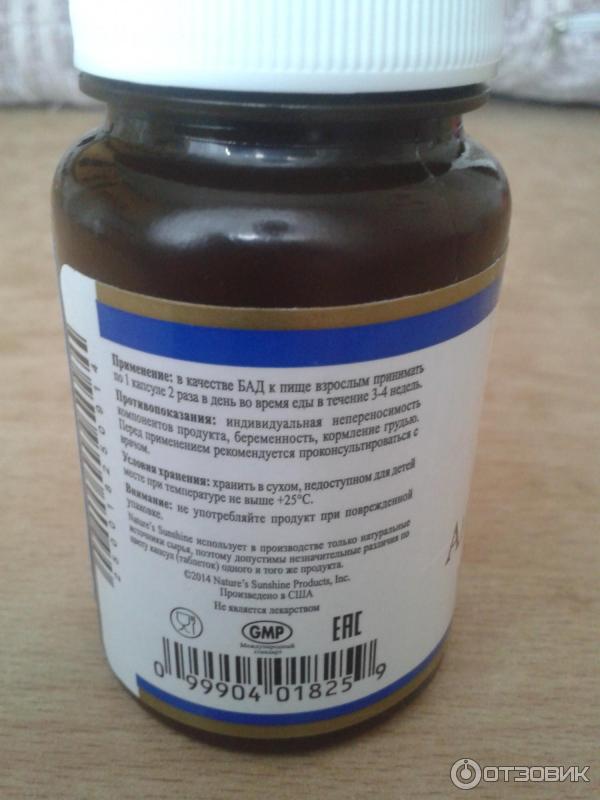 Применение: в качестве БАД к пище взрослым принимать
по 1 капсуле 2 раза в день во время еды в течение 3-4 недель.
Противопоказания: индивидуальная непереносимость
компонентов продукта, беременность, кормление грудью.
Перед применением рекомендуется проконсультироваться с
врачом.
Условия хранения: хранить в сухом, недоступном для детей
месте при температуре не выше +25°С.
Внимание: не употребляйте продукт при поврежденной
упаковке.
Nature's Sunshine использует в производстве только натуральные
источники сырья, поэтому допустимы незначительные различия по
цвету капсул (таблеток) одного и того же продукта.
©2014 Nature's Sunshine Products, Inc.
Произведено в США
Не является лекарством
GMP
Международный
стандарт
EAC
0 99904 01825 9
A
ОТЗОВИК